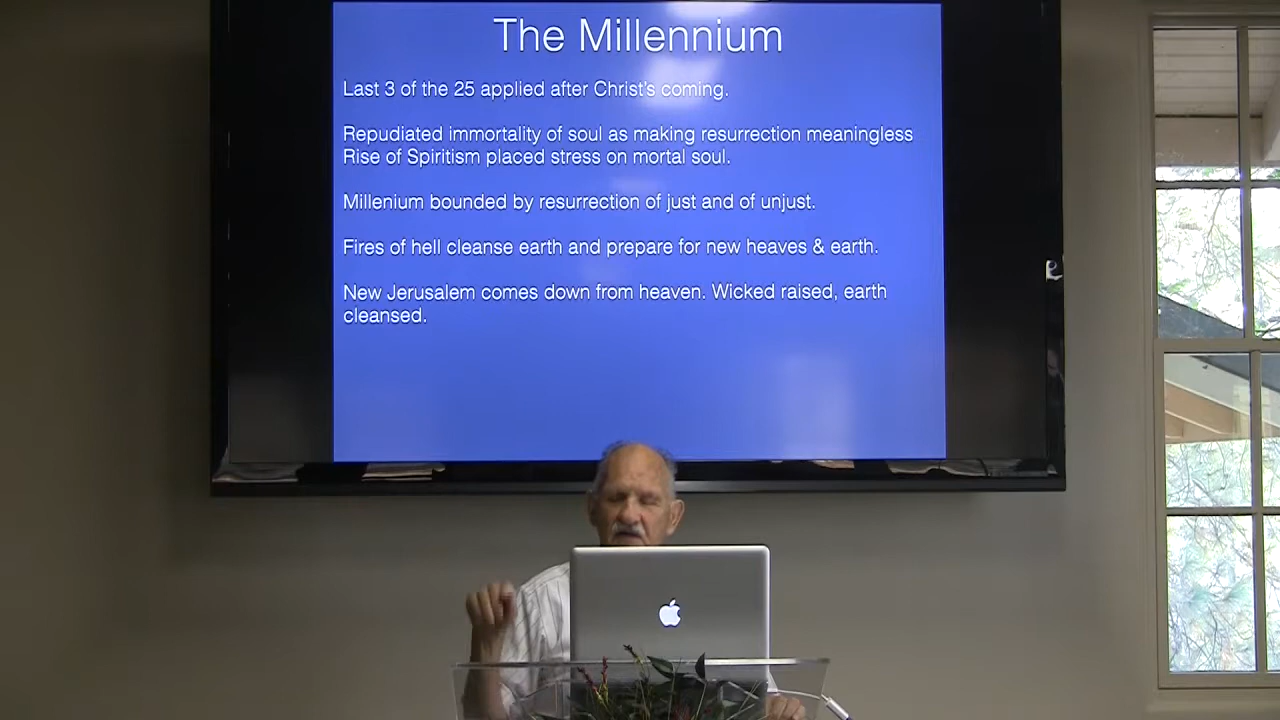 The Millennium
Last 3 of the 25 applied after Christ's coming.
Repudiated immortality of soul as making resurrection meaningless
Rise of Spiritism placed stress on mortal soul.
Millenium bounded by resurrection of just and of unjust.
Fires of hell cleanse earth and prepare for new heaves & earth.
New Jerusalem comes down from heaven. Wicked raised, earth
cleansed.